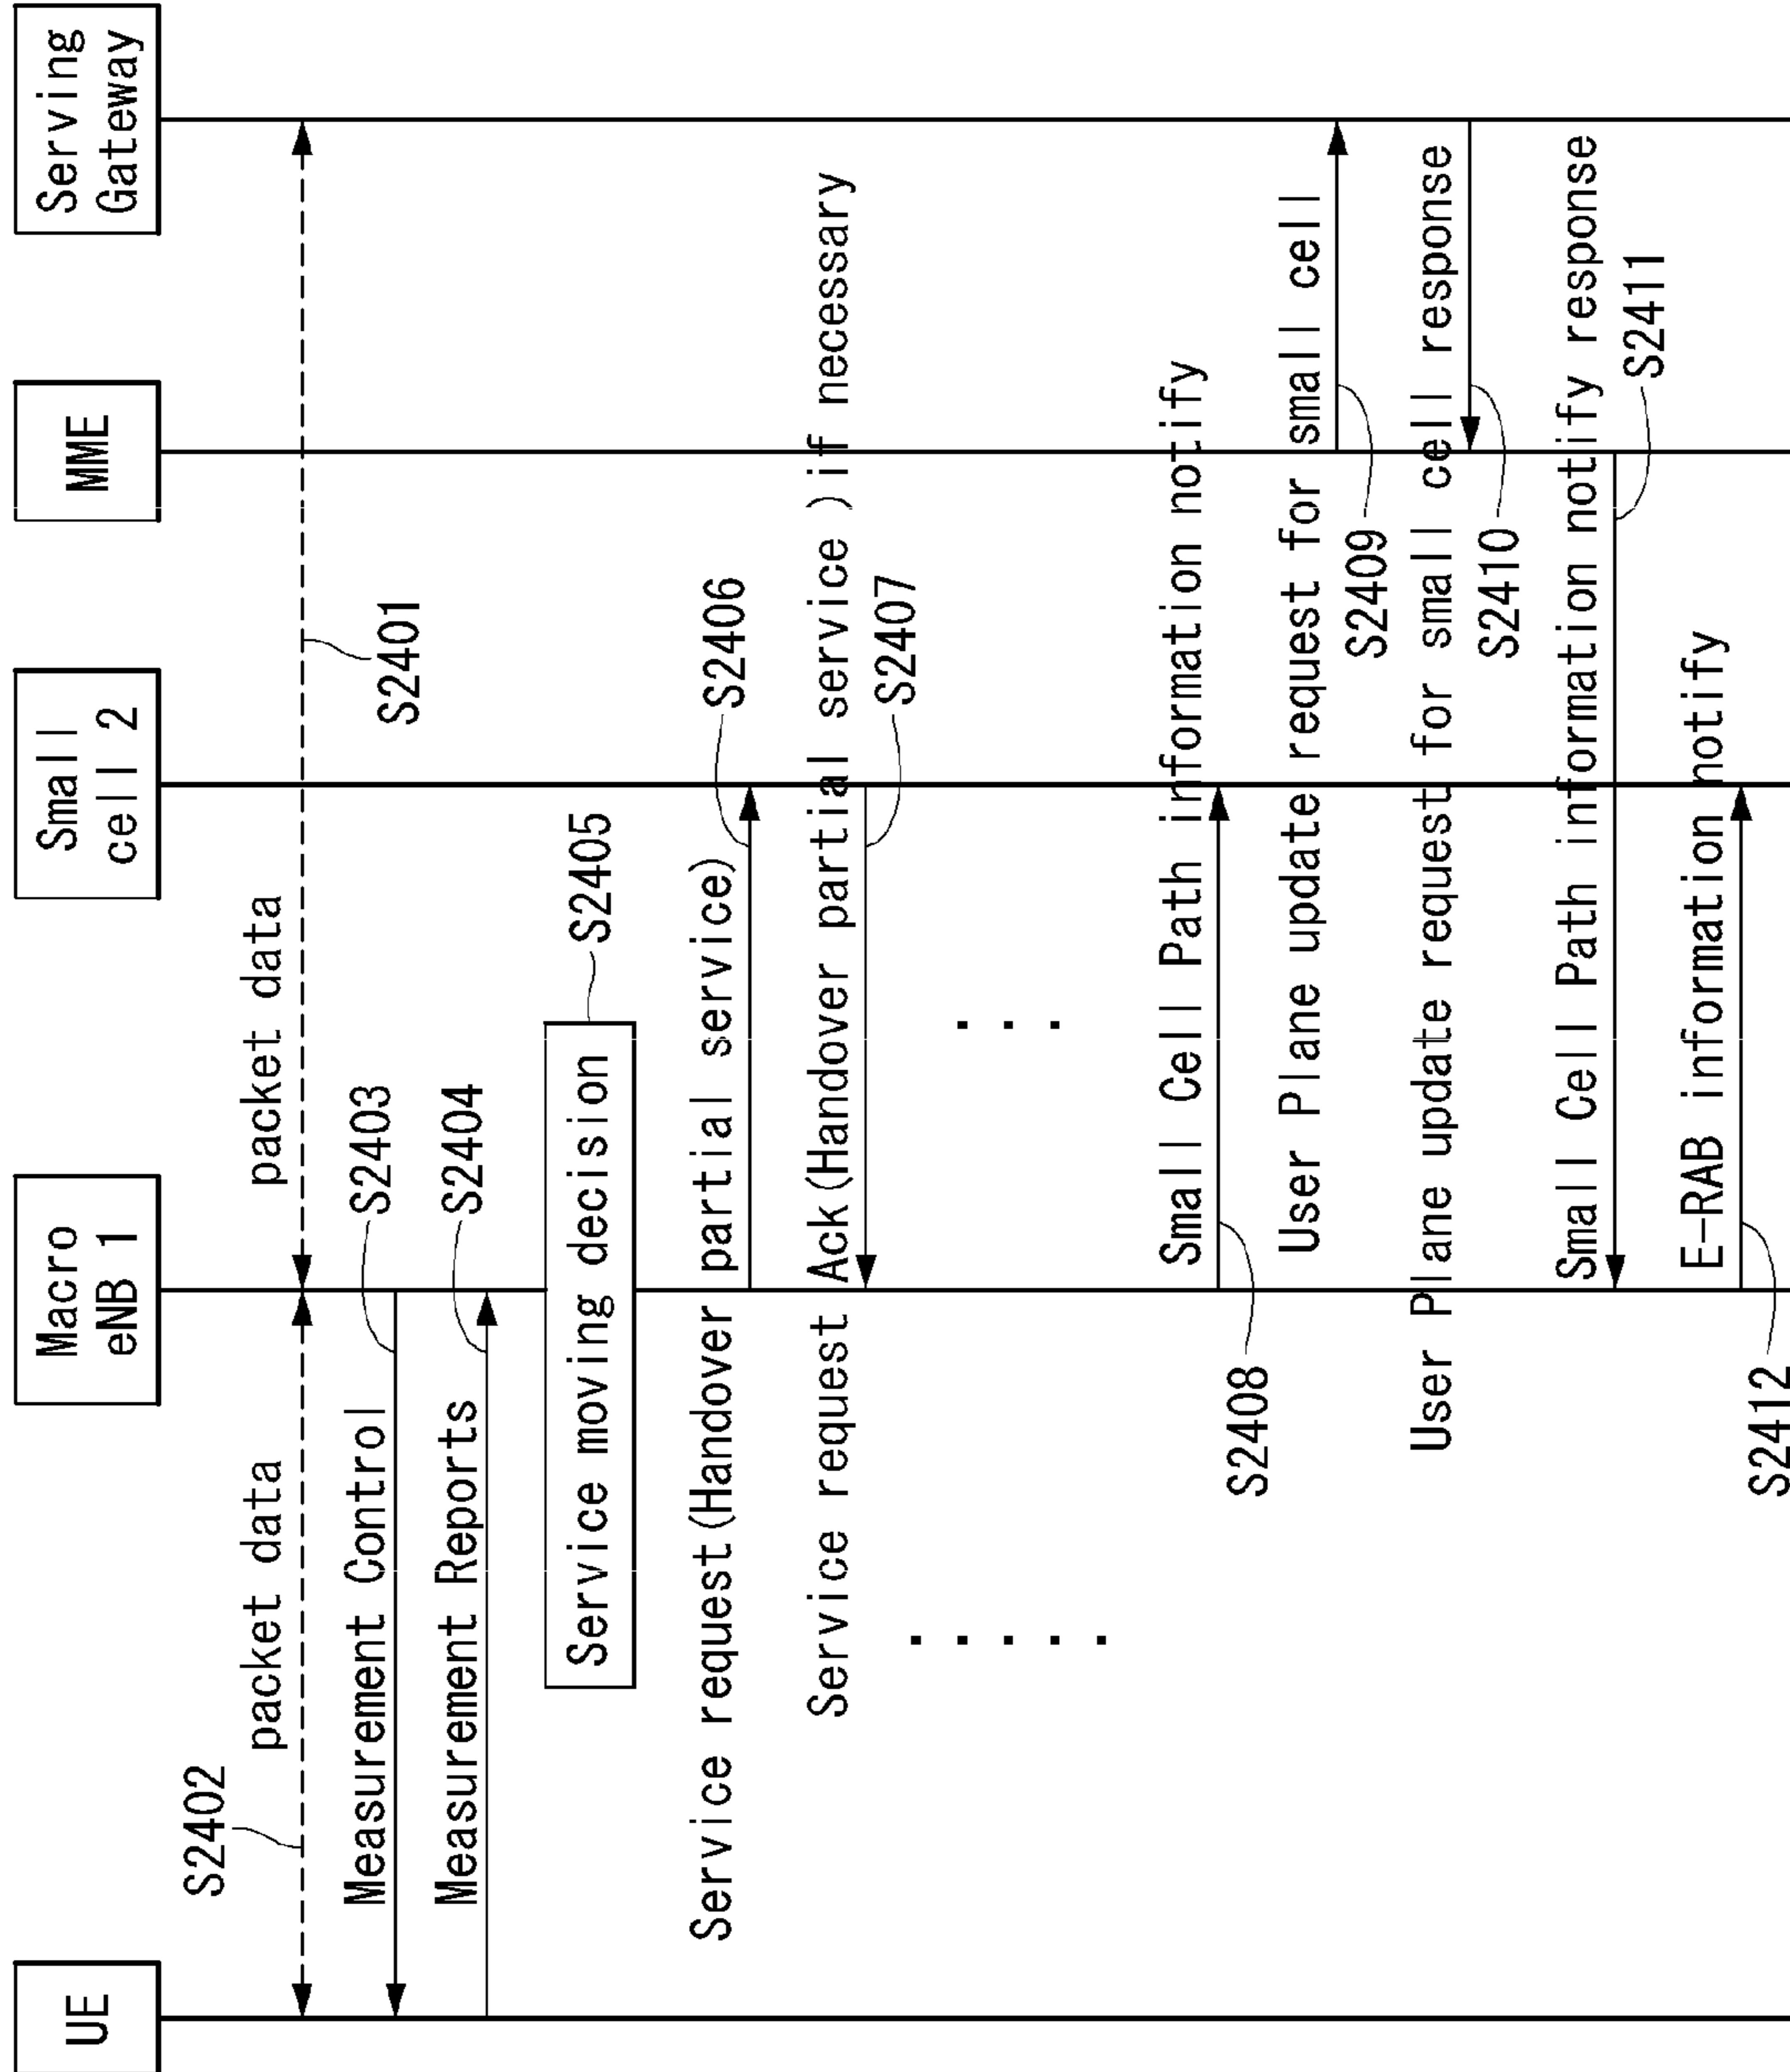 UE
Macro
eNB 1
Small
cell 2
MME
Serving
Gateway
S2402
packet data
packet data
S2401
Measurement Control
S2403
Measurement Reports
S2404
Service moving decision
S2405
Service request(Handover partial service)
S2406
Service request Ack(Handover partial service )if necessary
S2407
. . .
. . . . .
Small Cell Path information notify
S2408
User Plane update request for small cell
S2409
User Plane update request for small cell response
S2410
Small Cell Path information notify response
S2411
E-RAB information notify
S2412